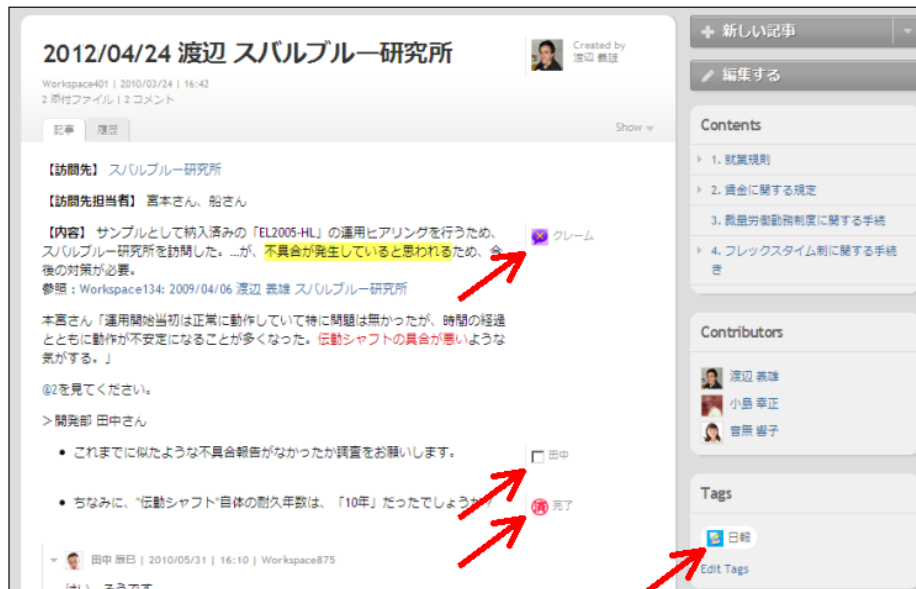 2012/04/24 渡辺 スバルブルー研究所
Created by
渡辺 義雄
Workspace401 | 2010/03/24 | 16:42
2 添付ファイル | 2 コメント
記事
履歴
Show
【訪問先】 スバルブルー研究所
【訪問先担当者】 宮本さん、船さん
【内容】 サンプルとして納入済みの「EL2005-HL」の運用ヒアリングを行うため、
スバルブルー研究所を訪問した。...が、不具合が発生していると思われるため、今
後の対策が必要。
参照：Workspace134: 2009/04/06 渡辺 義雄 スバルブルー研究所
クレーム
本宮さん「運用開始当初は正常に動作していて特に問題は無かったが、時間の経過
とともに動作が不安定になることが多くなった。伝動シャフトの具合が悪いような
気がする。」
@2を見てください。
＞開発部 田中さん
• これまでに似たような不具合報告がなかったか調査をお願いします。
田中
• ちなみに、"伝動シャフト"自体の耐久年数は、「10年」だったでしょうか？
済 完了
田中 辰巳 | 2010/05/31 | 16:10 | Workspace875
はい、そうです
新しい記事
編集する
Contents
1. 就業規則
2. 賃金に関する規定
3. 裁量労働勤務制度に関する手続
4. フレックスタイム制に関する手続
き
Contributors
渡辺 義雄
小島 幸正
音無 響子
Tags
日報
Edit Tags